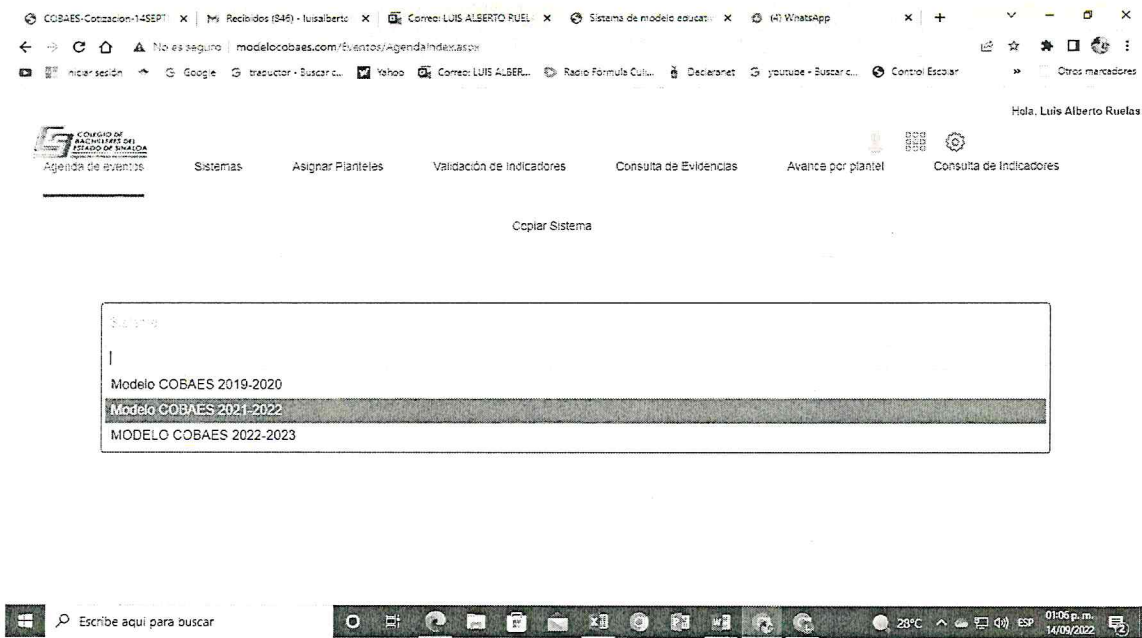 COBAES-Cotizacion-14SEPT
Recibidos (846) - luisalberto
Correo: LUIS ALBERTO RUEL
Sistema de modelo educati
(4) WhatsApp
No es seguro | modelocobaes.com/Eventos/AgendaIndex.aspx
Iniciar sesión
Google
traductor - Buscar c...
Yahoo
Correo: LUIS ALBER...
Radio Formula Culi...
Declaranet
youtube - Buscar c...
Control Escolar
»
Otros marcadores
Hola, Luis Alberto Ruelas
COLEGIO DE
BACHILLERES DEL
ESTADO DE SINALOA
Agenda de eventos
Sistemas
Asignar Planteles
Validación de Indicadores
Consulta de Evidencias
Avance por plantel
Consulta de Indicadores
Copiar Sistema
Modelo COBAES 2019-2020
Modelo COBAES 2021-2022
MODELO COBAES 2022-2023
Escribe aquí para buscar
28°C
ESP
01:06 p. m.
14/09/2022